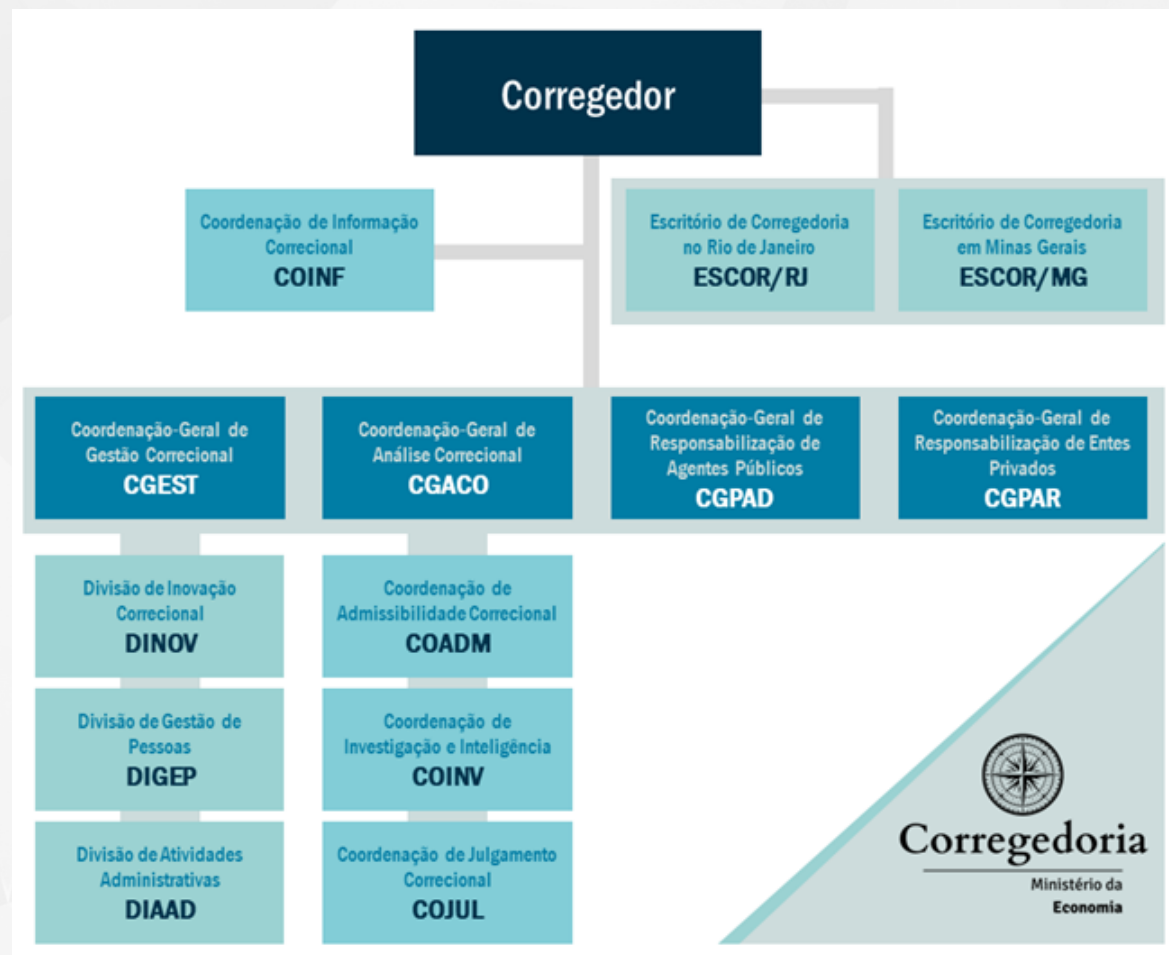 Corregedor
Coordenação de Informação
Correcional
COINF
Escritório de Corregedoria
no Rio de Janeiro
ESCOR/RJ
Escritório de Corregedoria
em Minas Gerais
ESCOR/MG
Coordenação-Geral de
Gestão Correcional
CGEST
Coordenação-Geral de
Análise Correcional
CGACO
Coordenação-Geral de
Responsabilização de
Agentes Públicos
CGPAD
Coordenação-Geral de
Responsabilização de Entes
Privados
CGPAR
Divisão de Inovação
Correcional
DINOV
Coordenação de
Admissibilidade Correcional
COADM
Divisão de Gestão de
Pessoas
DIGEP
Coordenação de
Investigação e Inteligência
COINV
Divisão de Atividades
Administrativas
DIAAD
Coordenação de Julgamento
Correcional
COJUL
Corregedoria
Ministério da
Economia